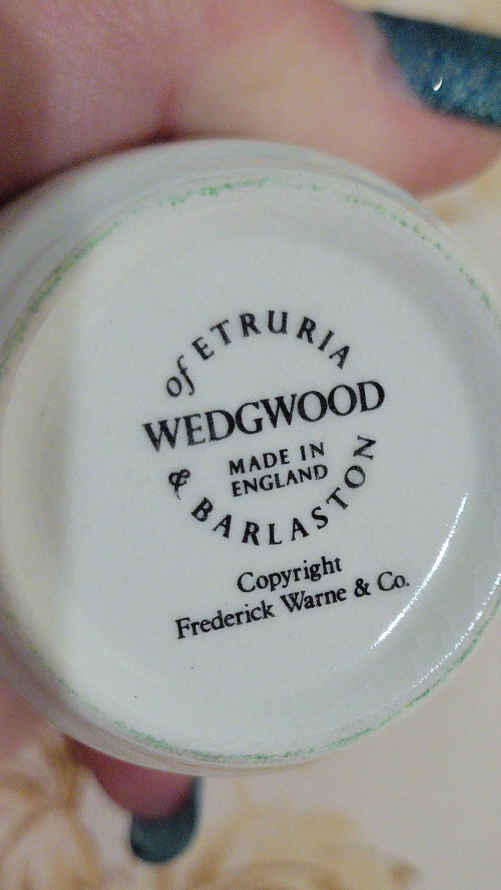 of ETRURIA
WEDGWOOD
MADE IN
ENGLAND
& BARLASTON
Copyright
Frederick Warne & Co.